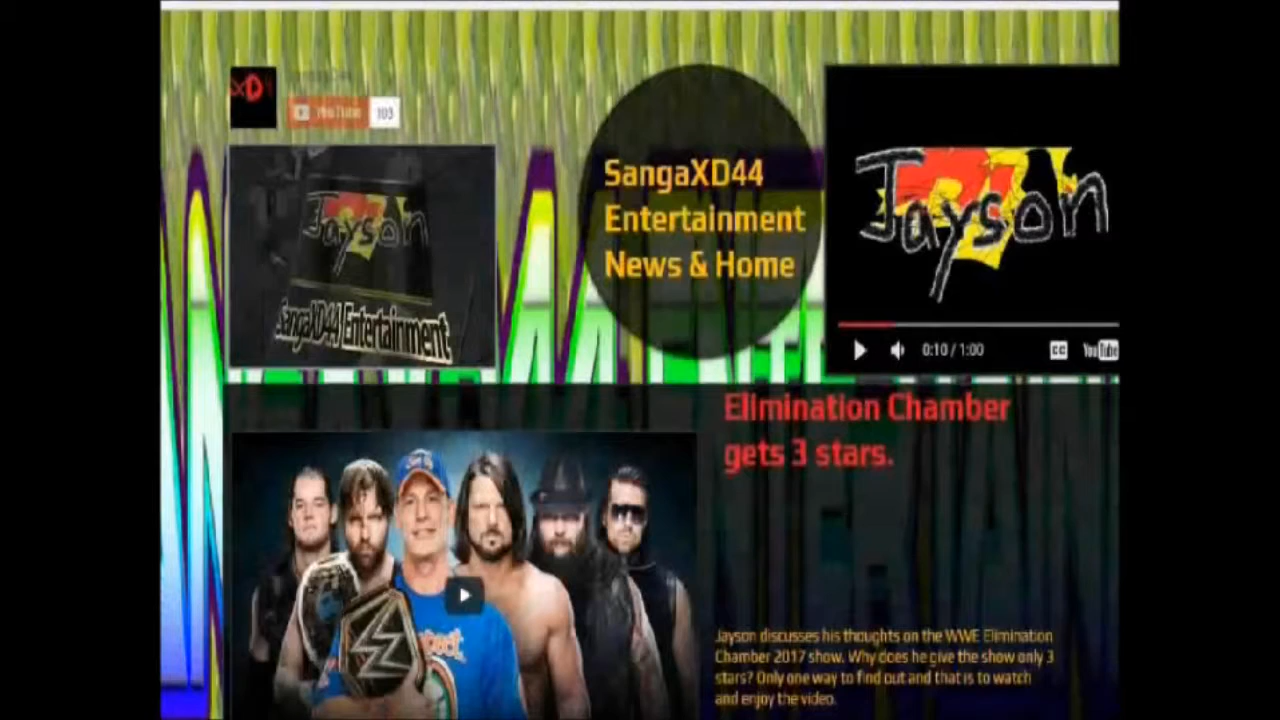 XD
YouTube 103
Jayson
SangaXD44 Entertainment
SangaXD44
Entertainment
News & Home
Jayson
0:10 / 1:00
CC
YouTube
Elimination Chamber
gets 3 stars.
Jayson discusses his thoughts on the WWE Elimination
Chamber 2017 show. Why does he give the show only 3
stars? Only one way to find out and that is to watch
and enjoy the video.